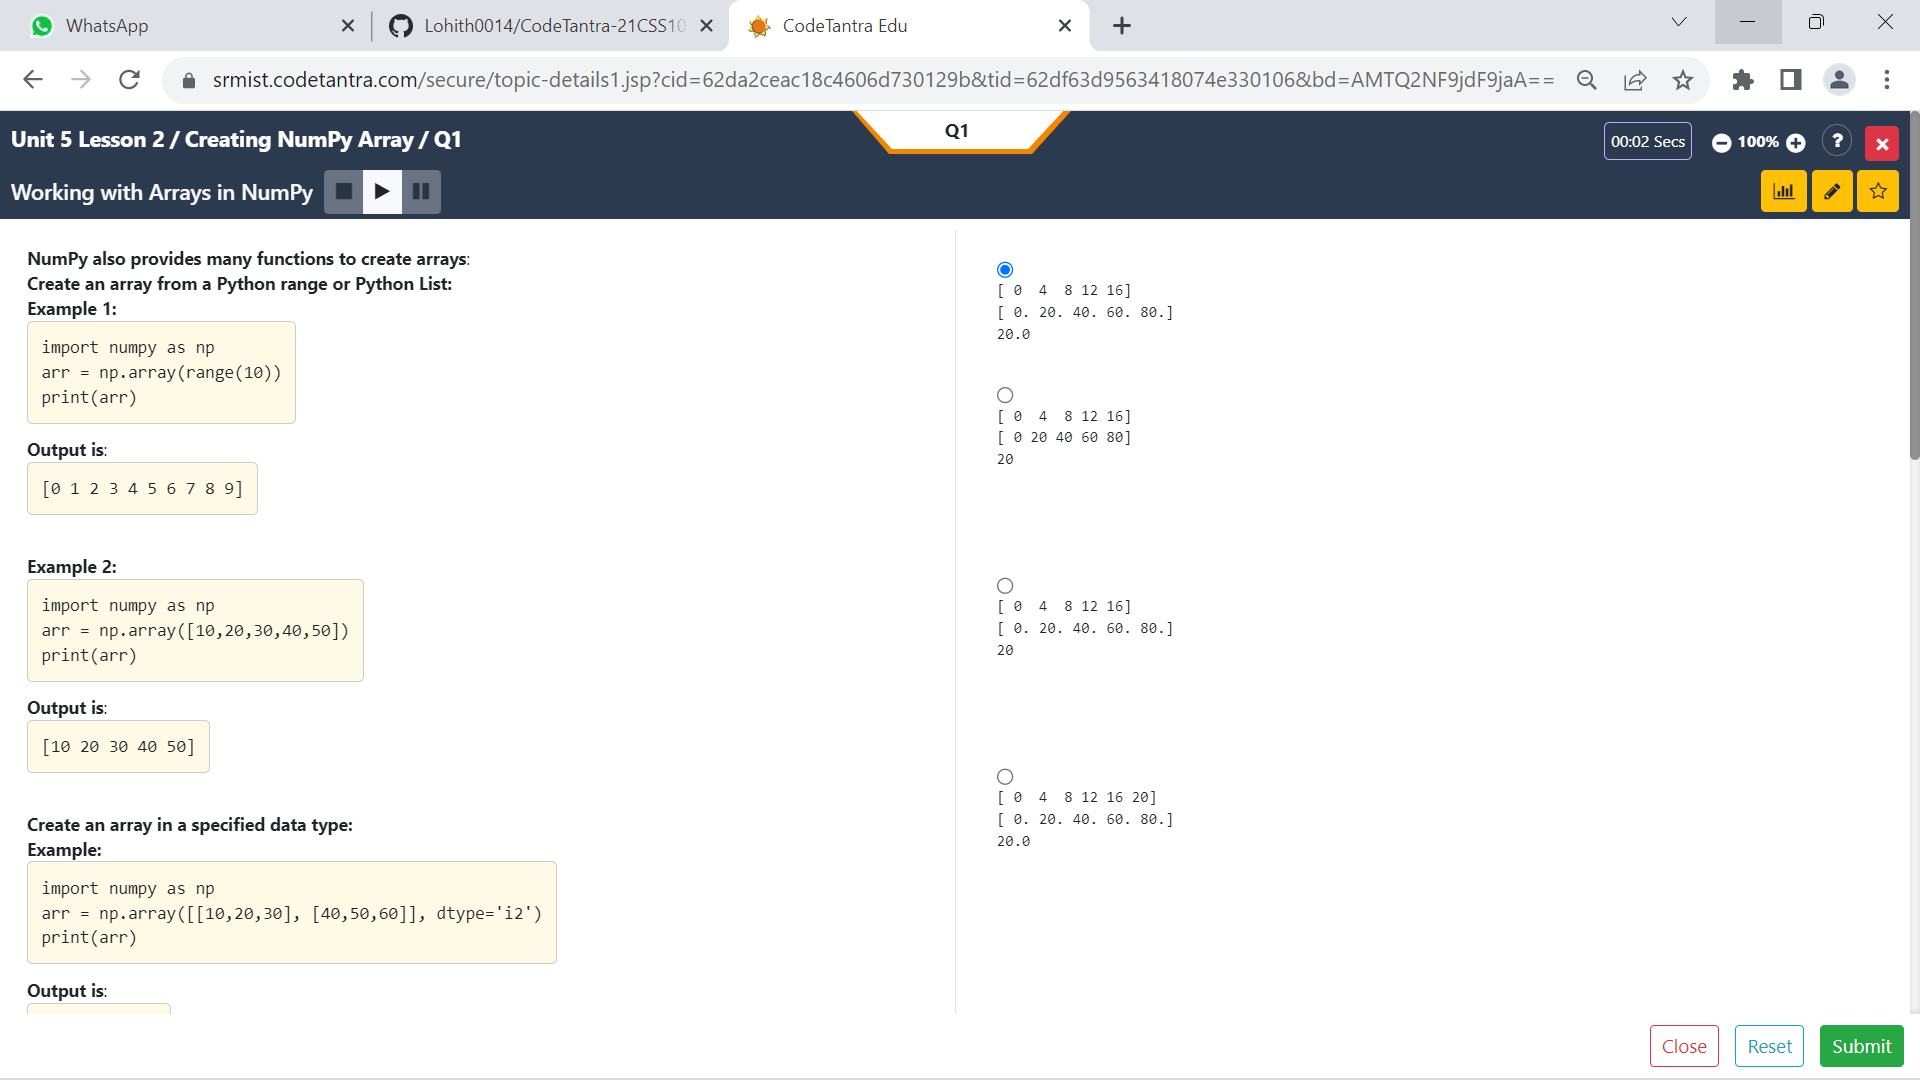 WhatsApp
Lohith0014/CodeTantra-21CSS10
CodeTantra Edu
srmist.codetantra.com/secure/topic-details1.jsp?cid=62da2ceac18c4606d730129b&tid=62df63d9563418074e330106&bd=AMTQ2NF9jdF9jaA==
Unit 5 Lesson 2 / Creating NumPy Array / Q1
Q1
00:02 Secs
100%
?
Working with Arrays in NumPy
NumPy also provides many functions to create arrays:
Create an array from a Python range or Python List:
Example 1:
import numpy as np
arr = np.array(range(10))
print(arr)
Output is:
[0 1 2 3 4 5 6 7 8 9]
Example 2:
import numpy as np
arr = np.array([10,20,30,40,50])
print(arr)
Output is:
[10 20 30 40 50]
Create an array in a specified data type:
Example:
import numpy as np
arr = np.array([[10,20,30], [40,50,60]], dtype='i2')
print(arr)
Output is:
[ 0  4  8 12 16]
[ 0. 20. 40. 60. 80.]
20.0
[ 0  4  8 12 16]
[ 0 20 40 60 80]
20
[ 0  4  8 12 16]
[ 0. 20. 40. 60. 80.]
20
[ 0  4  8 12 16 20]
[ 0. 20. 40. 60. 80.]
20.0
Close
Reset
Submit